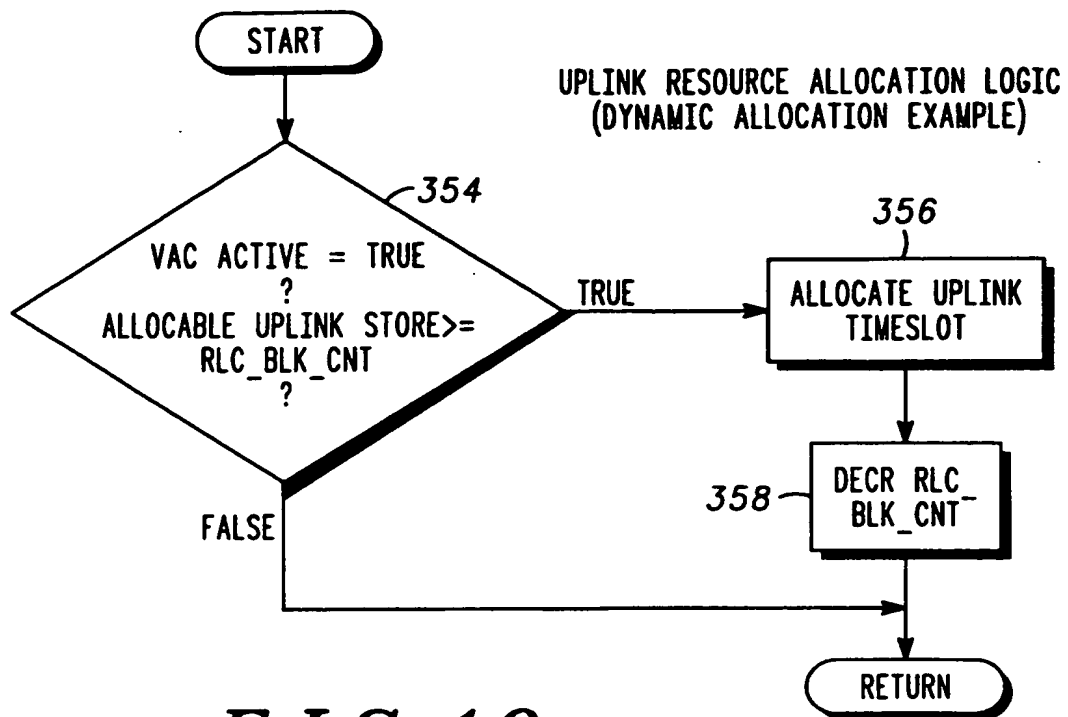 START
UPLINK RESOURCE ALLOCATION LOGIC
(DYNAMIC ALLOCATION EXAMPLE)
354
VAC ACTIVE = TRUE
?
ALLOCABLE UPLINK STORE>=
RLC_BLK_CNT
?
TRUE
356
ALLOCATE UPLINK
TIMESLOT
358
DECR RLC_
BLK_CNT
FALSE
RETURN